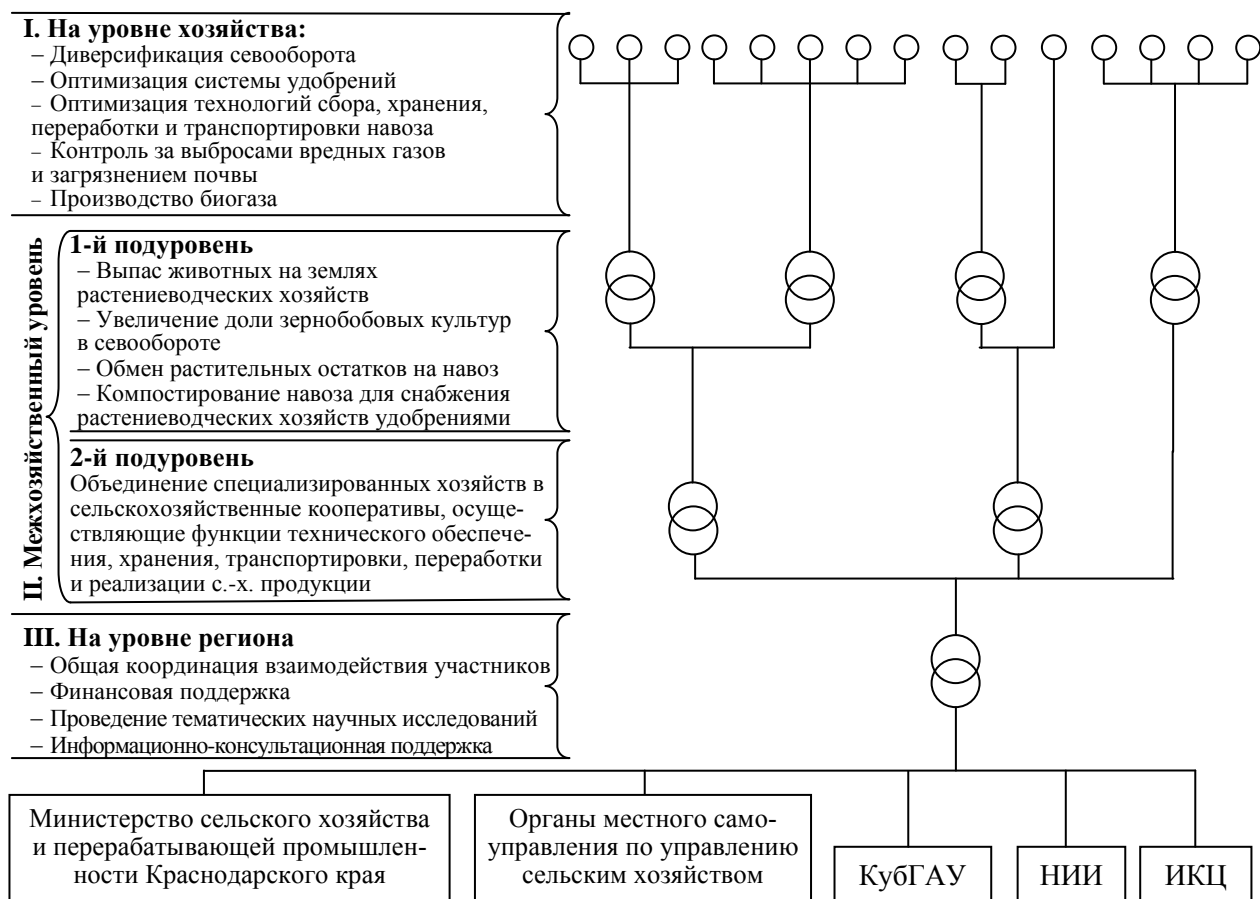 I. На уровне хозяйства:
– Диверсификация севооборота
– Оптимизация системы удобрений
– Оптимизация технологий сбора, хранения,
переработки и транспортировки навоза
– Контроль за выбросами вредных газов
и загрязнением почвы
– Производство биогаза
II. Межхозяйственный уровень
1-й подуровень
– Выпас животных на землях
растениеводческих хозяйств
– Увеличение доли зернобобовых культур
в севообороте
– Обмен растительных остатков на навоз
– Компостирование навоза для снабжения
растениеводческих хозяйств удобрениями
2-й подуровень
Объединение специализированных хозяйств в
сельскохозяйственные кооперативы, осуще-
ствляющие функции технического обеспече-
ния, хранения, транспортировки, переработки
и реализации с.-х. продукции
III. На уровне региона
– Общая координация взаимодействия участников
– Финансовая поддержка
– Проведение тематических научных исследований
– Информационно-консультационная поддержка
Министерство сельского хозяйства
и перерабатывающей промышлен-
ности Краснодарского края
Органы местного само-
управления по управлению
сельским хозяйством
КубГАУ
НИИ
ИКЦ